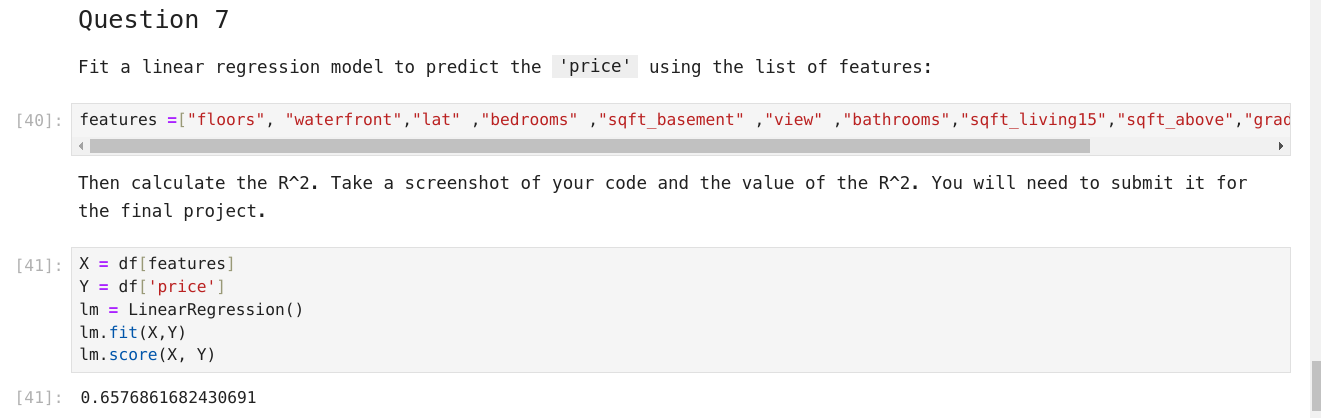 Question 7
Fit a linear regression model to predict the 'price' using the list of features:
[40]: features =["floors", "waterfront","lat" ,"bedrooms" ,"sqft_basement" ,"view" ,"bathrooms","sqft_living15","sqft_above","grad
Then calculate the R^2. Take a screenshot of your code and the value of the R^2. You will need to submit it for
the final project.
[41]: X = df[features]
Y = df['price']
lm = LinearRegression()
lm.fit(X,Y)
lm.score(X, Y)
[41]: 0.6576861682430691